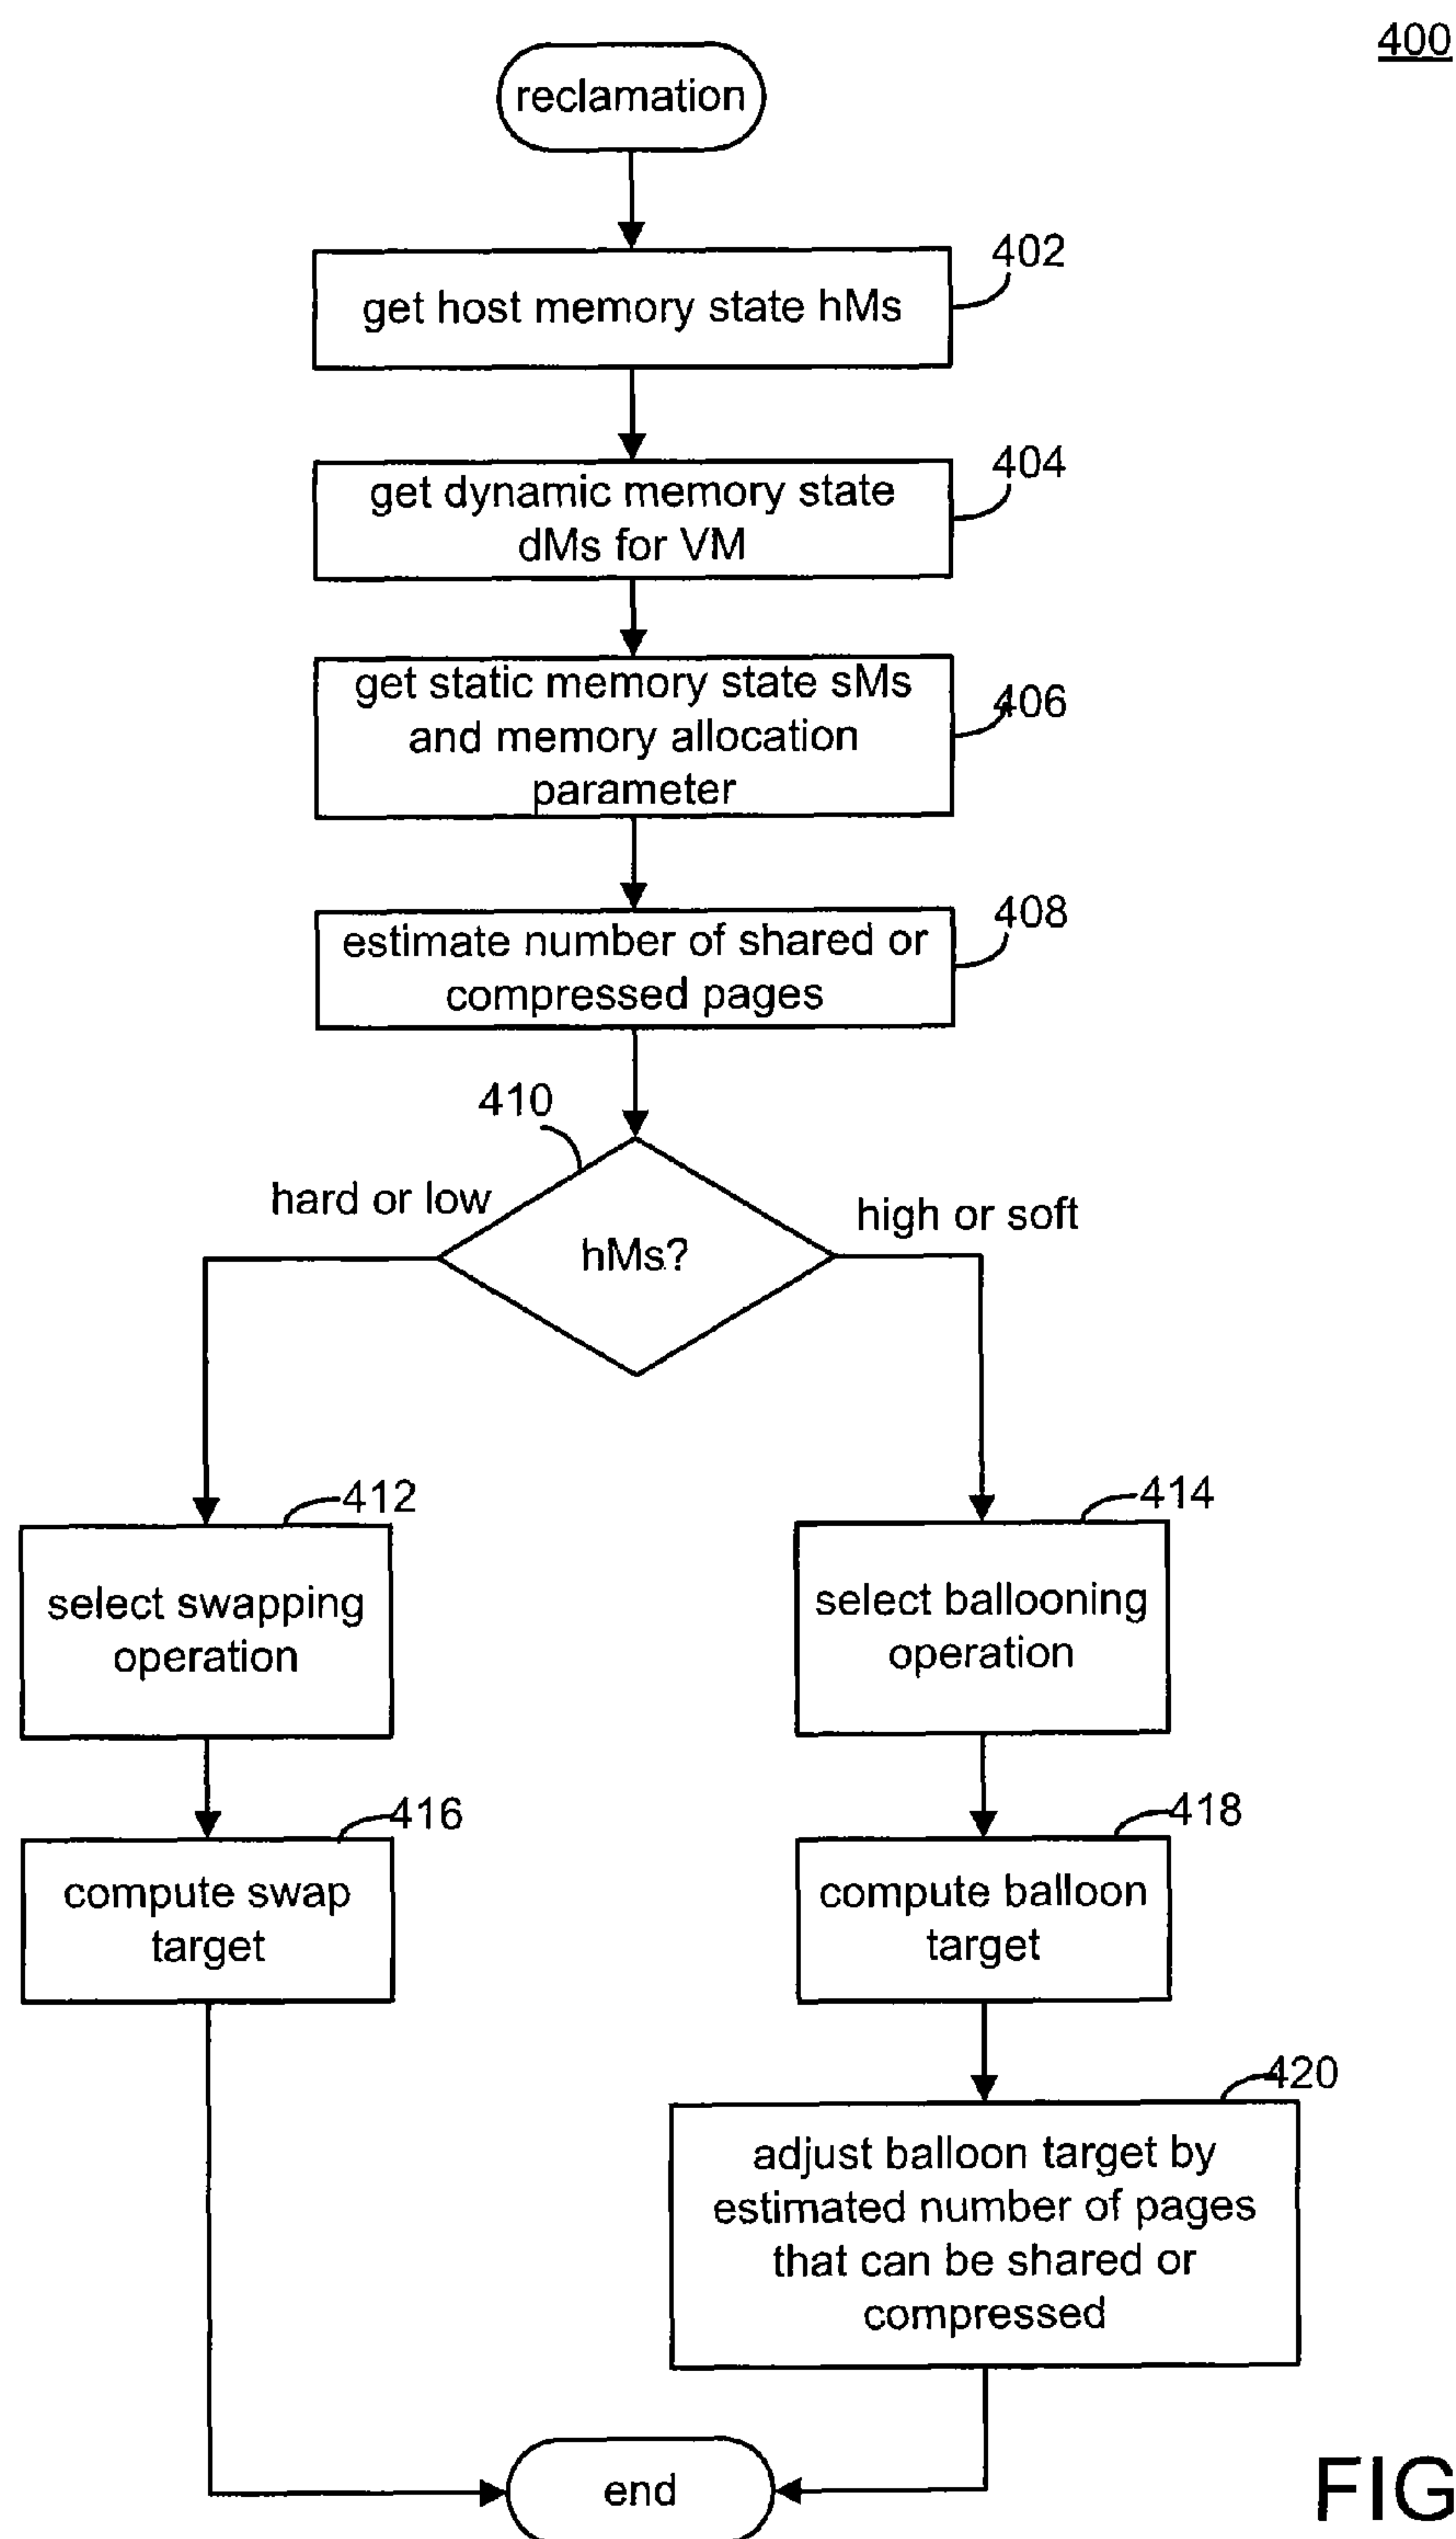 400
reclamation
402
get host memory state hMs
404
get dynamic memory state
dMs for VM
get static memory state sMs
406
and memory allocation
parameter
408
estimate number of shared or
compressed pages
410
hard or low
high or soft
hMs?
412
414
select swapping
operation
select ballooning
operation
416
418
compute swap
target
compute balloon
target
420
adjust balloon target by
estimated number of pages
that can be shared or
compressed
end
FIG